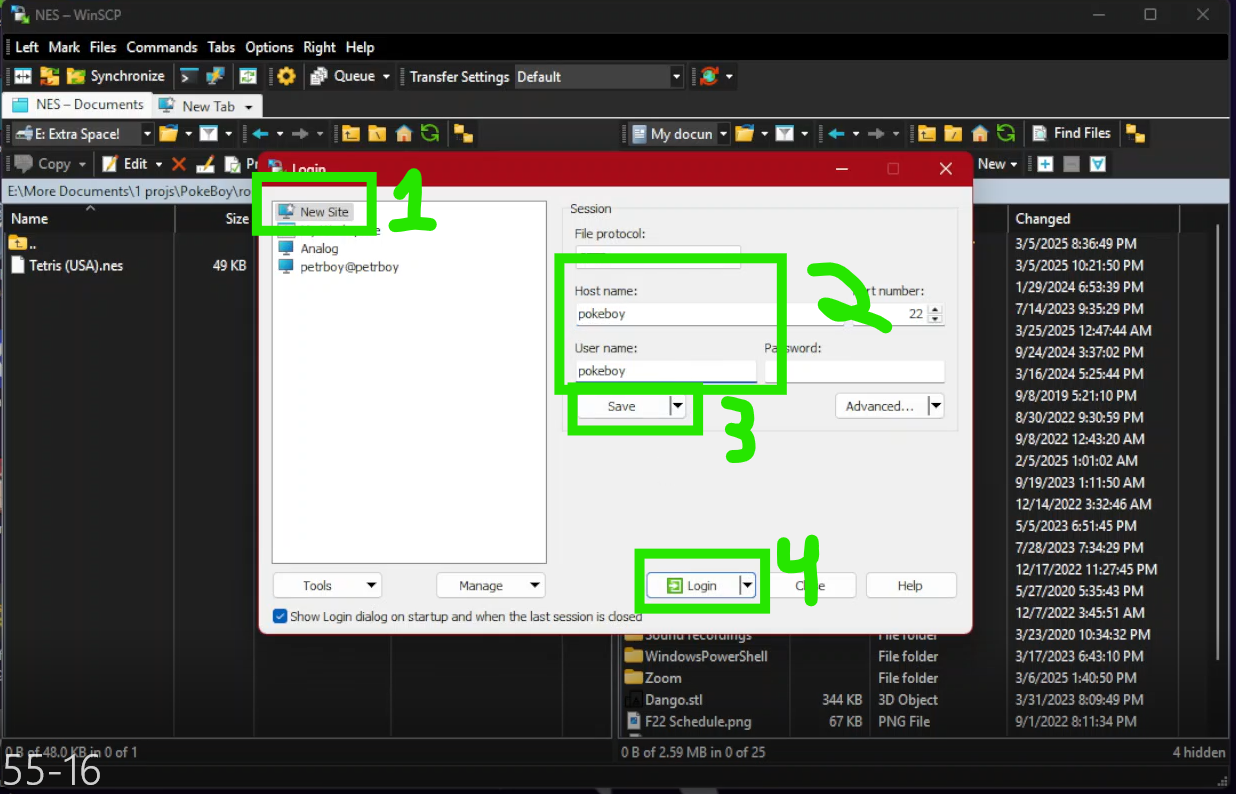 NES – WinSCP
Left Mark Files Commands Tabs Options Right Help
Synchronize Queue Transfer Settings Default
NES – Documents New Tab
E: Extra Space! My docun Find Files
Copy Edit New
E:\More Documents\1 projs\PokeBoy\ro
Name Size Changed
..
Tetris (USA).nes 49 KB
3/5/2025 8:36:49 PM
3/5/2025 10:21:50 PM
1/29/2024 6:53:39 PM
7/14/2023 9:35:29 PM
3/25/2025 12:47:44 AM
9/24/2024 3:37:02 PM
3/16/2024 5:25:44 PM
9/8/2019 5:21:10 PM
8/30/2022 9:30:59 PM
9/8/2022 12:43:20 AM
2/5/2025 1:01:02 AM
9/19/2023 1:11:50 AM
12/14/2022 3:32:46 AM
5/5/2023 6:51:45 PM
7/28/2023 7:34:29 PM
12/17/2022 11:27:45 PM
5/27/2020 5:35:43 PM
12/7/2022 3:45:51 AM
Login
New Site
1
Analog
petrboy@petrboy
Session
File protocol:
Host name:
pokeboy
2
rt number:
22
User name:
pokeboy
Password:
Save
3
Advanced...
4
Tools Manage Login Close Help
Show Login dialog on startup and when the last session is closed
Sound recordings File folder 3/23/2020 10:34:32 PM
WindowsPowerShell File folder 3/17/2023 6:43:10 PM
Zoom File folder 3/6/2025 1:40:50 PM
Dango.stl 344 KB 3D Object 3/31/2023 8:09:49 PM
F22 Schedule.png 67 KB PNG File 9/1/2022 8:11:34 PM
0 B of 48.0 KB in 0 of 1
0 B of 2.59 MB in 0 of 25
4 hidden
55-16